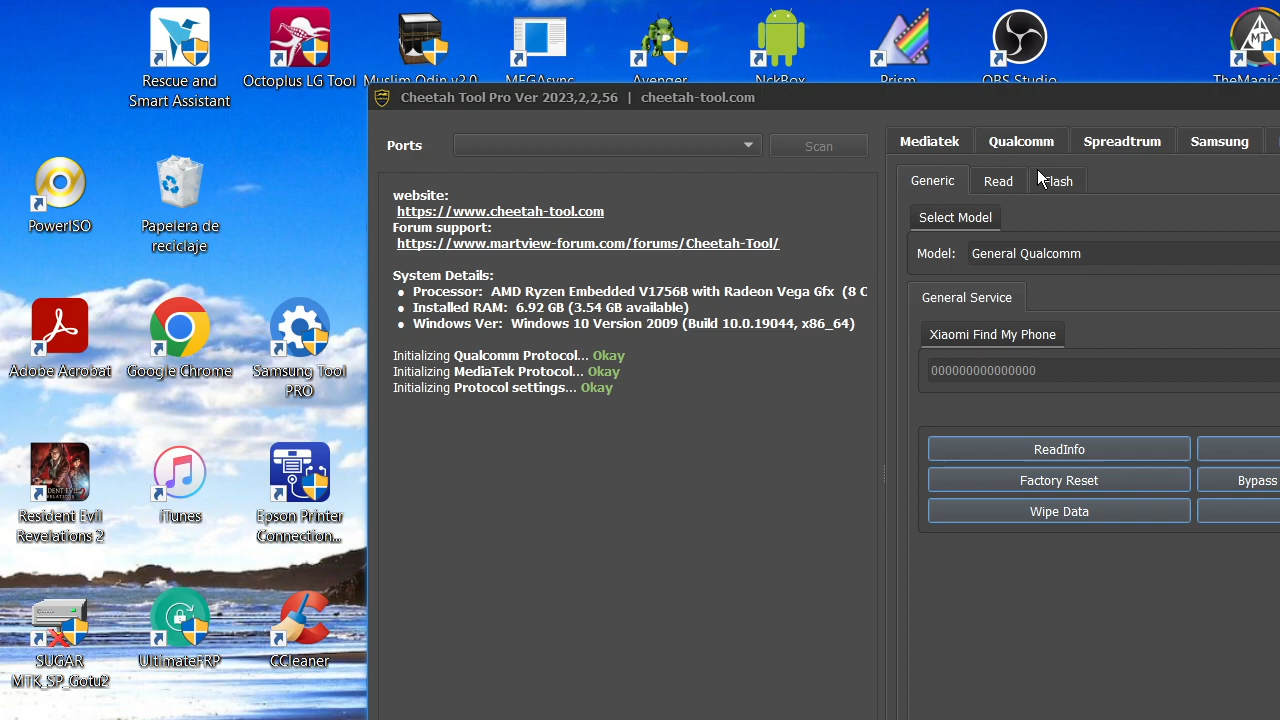 Rescue and
Smart Assistant
Octoplus LG Tool
Muslim Odin v2.0
MEGAsync
Avenger
NckBox
Prism
OBS Studio
TheMagic
MT
Cheetah Tool Pro Ver 2023,2,2,56 | cheetah-tool.com
Ports
Scan
Mediatek
Qualcomm
Spreadtrum
Samsung
Generic
Read
Flash
Select Model
Model: General Qualcomm
General Service
Xiaomi Find My Phone
000000000000000
ReadInfo
Factory Reset
Bypass
Wipe Data
website:
https://www.cheetah-tool.com
Forum support:
https://www.martview-forum.com/forums/Cheetah-Tool/
System Details:
● Processor: AMD Ryzen Embedded V1756B with Radeon Vega Gfx (8 C
● Installed RAM: 6.92 GB (3.54 GB available)
● Windows Ver: Windows 10 Version 2009 (Build 10.0.19044, x86_64)
Initializing Qualcomm Protocol... Okay
Initializing MediaTek Protocol... Okay
Initializing Protocol settings... Okay
PowerISO
Papelera de
reciclaje
Adobe Acrobat
Google Chrome
Samsung Tool
PRO
Resident Evil
Revelations 2
iTunes
Epson Printer
Connection...
SUGAR
MTK_SP_Gotu2
UltimateFRP
CCleaner